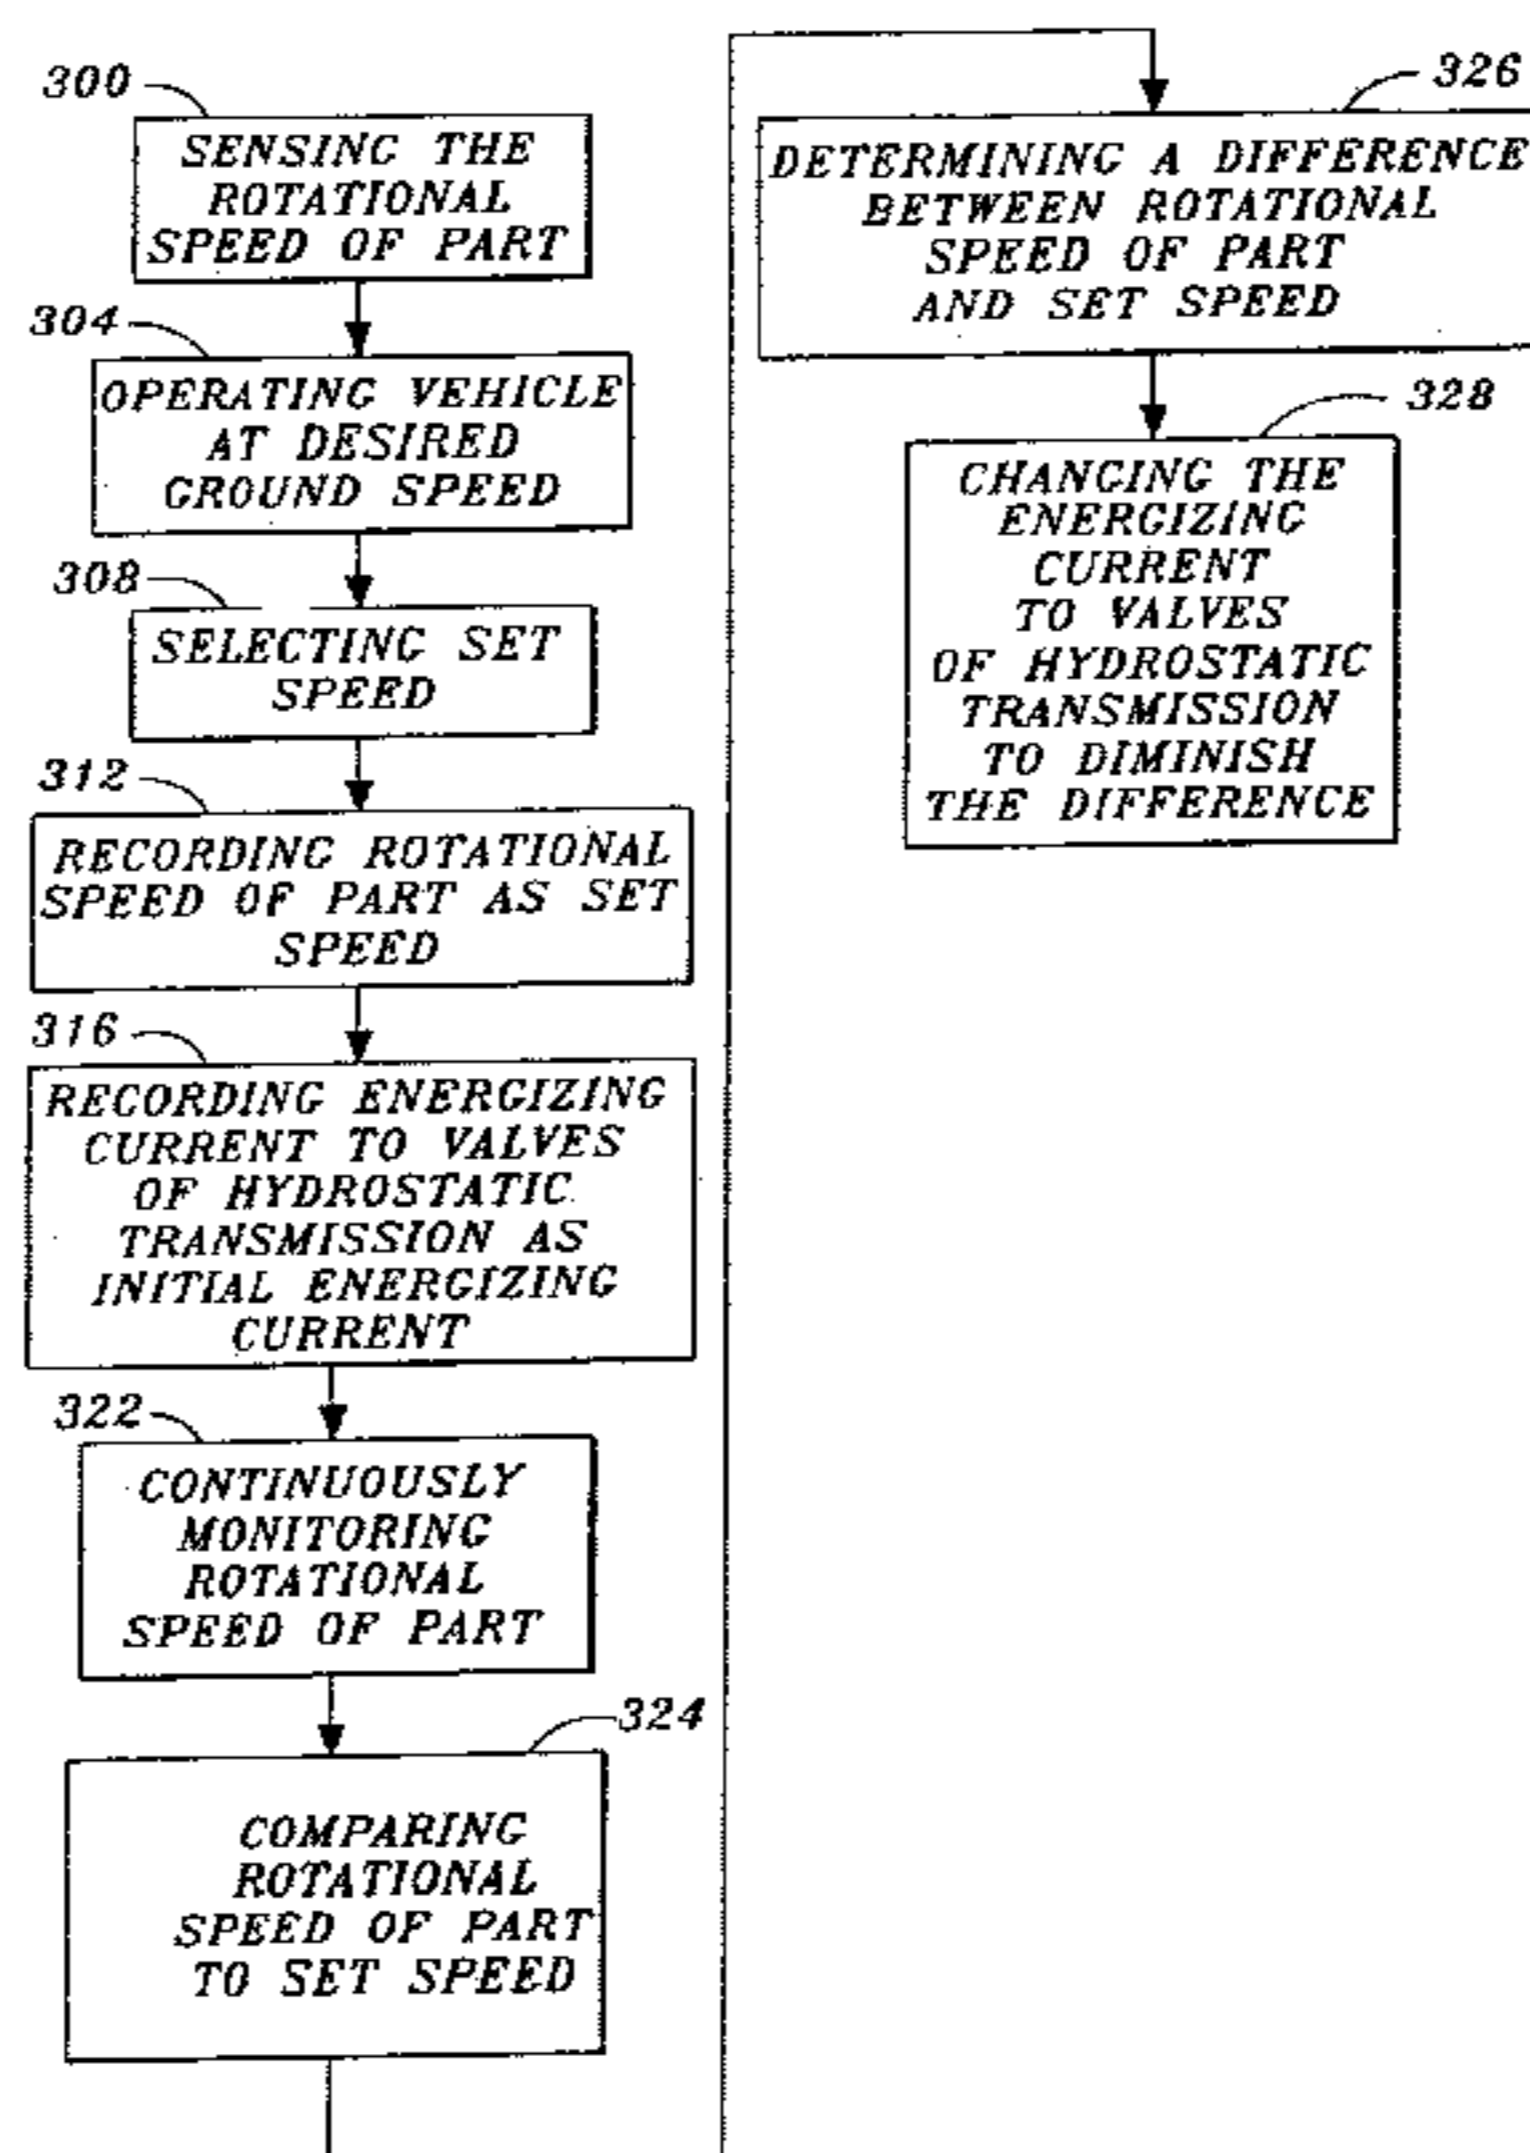 300
SENSING THE
ROTATIONAL
SPEED OF PART
304
OPERATING VEHICLE
AT DESIRED
GROUND SPEED
308
SELECTING SET
SPEED
312
RECORDING ROTATIONAL
SPEED OF PART AS SET
SPEED
316
RECORDING ENERGIZING
CURRENT TO VALVES
OF HYDROSTATIC
TRANSMISSION AS
INITIAL ENERGIZING
CURRENT
322
CONTINUOUSLY
MONITORING
ROTATIONAL
SPEED OF PART
324
COMPARING
ROTATIONAL
SPEED OF PART
TO SET SPEED
326
DETERMINING A DIFFERENCE
BETWEEN ROTATIONAL
SPEED OF PART
AND SET SPEED
328
CHANGING THE
ENERGIZING
CURRENT
TO VALVES
OF HYDROSTATIC
TRANSMISSION
TO DIMINISH
THE DIFFERENCE